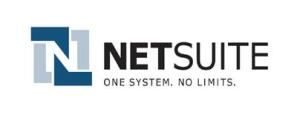 N NETSUITE
ONE SYSTEM. NO LIMITS.